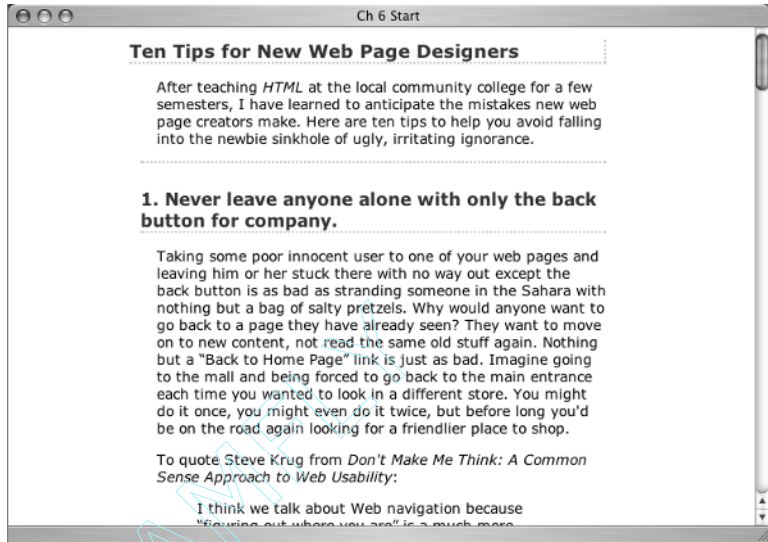 Ch 6 Start
Ten Tips for New Web Page Designers
After teaching HTML at the local community college for a few
semesters, I have learned to anticipate the mistakes new web
page creators make. Here are ten tips to help you avoid falling
into the newbie sinkhole of ugly, irritating ignorance.
1. Never leave anyone alone with only the back
button for company.
Taking some poor innocent user to one of your web pages and
leaving him or her stuck there with no way out except the
back button is as bad as stranding someone in the Sahara with
nothing but a bag of salty pretzels. Why would anyone want to
go back to a page they have already seen? They want to move
on to new content, not read the same old stuff again. Nothing
but a “Back to Home Page” link is just as bad. Imagine going
to the mall and being forced to go back to the main entrance
each time you wanted to look in a different store. You might
do it once, you might even do it twice, but before long you'd
be on the road again looking for a friendlier place to shop.
To quote Steve Krug from Don't Make Me Think: A Common
Sense Approach to Web Usability:
I think we talk about Web navigation because
“figuring out where you are” is a much more
AMFLY